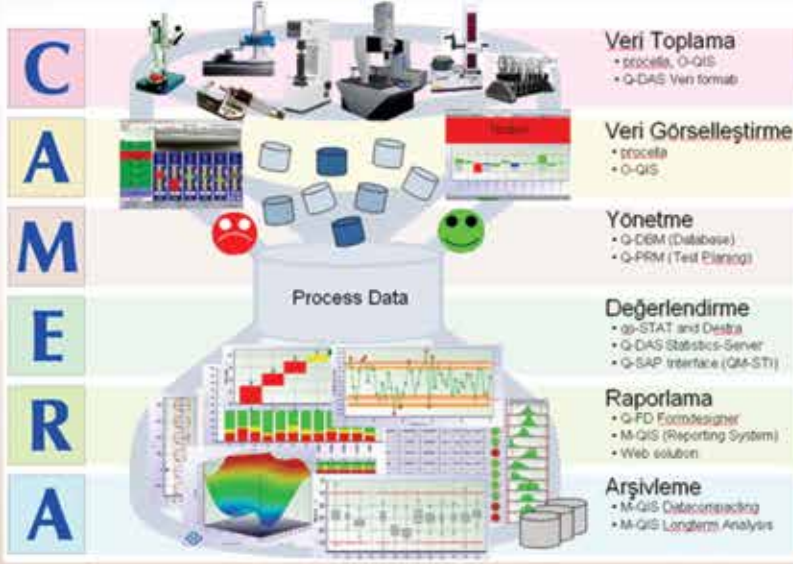 C
Veri Toplama
• procella, O-QIS
• Q-DAS Veri formatı
A
Veri Görselleştirme
• procella
• O-QIS
M
Yönetme
• Q-DBM (Database)
• Q-PRM (Test Planing)
Process Data
E
Değerlendirme
• qs-STAT and Destra
• Q-DAS Statistics-Server
• Q-SAP Interface (QM-STI)
R
Raporlama
• Q-FD Formdesigner
• M-QIS (Reporting System)
• Web solution
A
Arşivleme
• M-QIS Datacompacting
• M-QIS Longterm Analysis